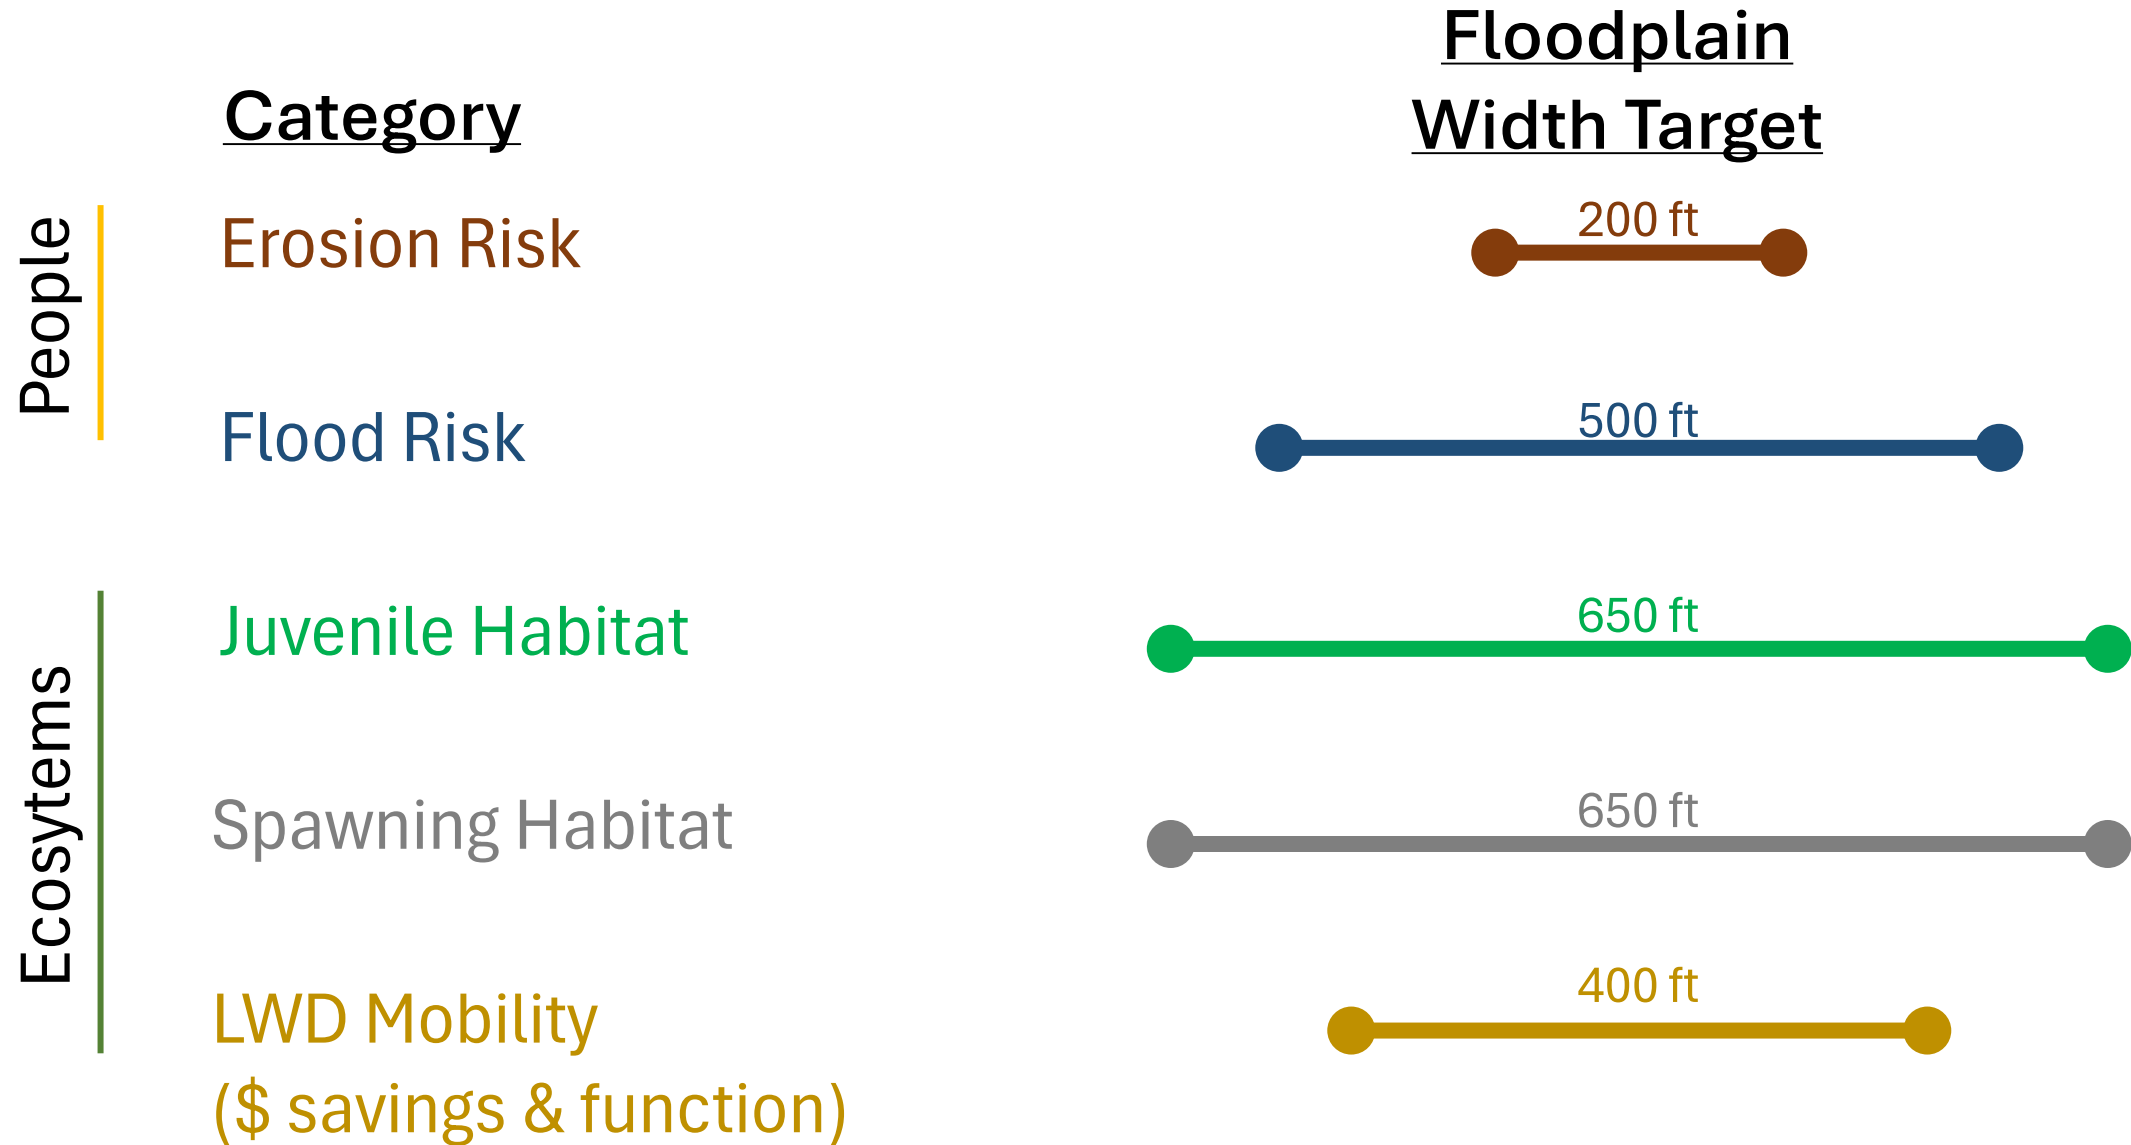 Floodplain
Category
Width Target
People
Erosion Risk
200 ft
Flood Risk
500 ft
Ecosytems
Juvenile Habitat
650 ft
Spawning Habitat
650 ft
LWD Mobility
400 ft
($ savings & function)